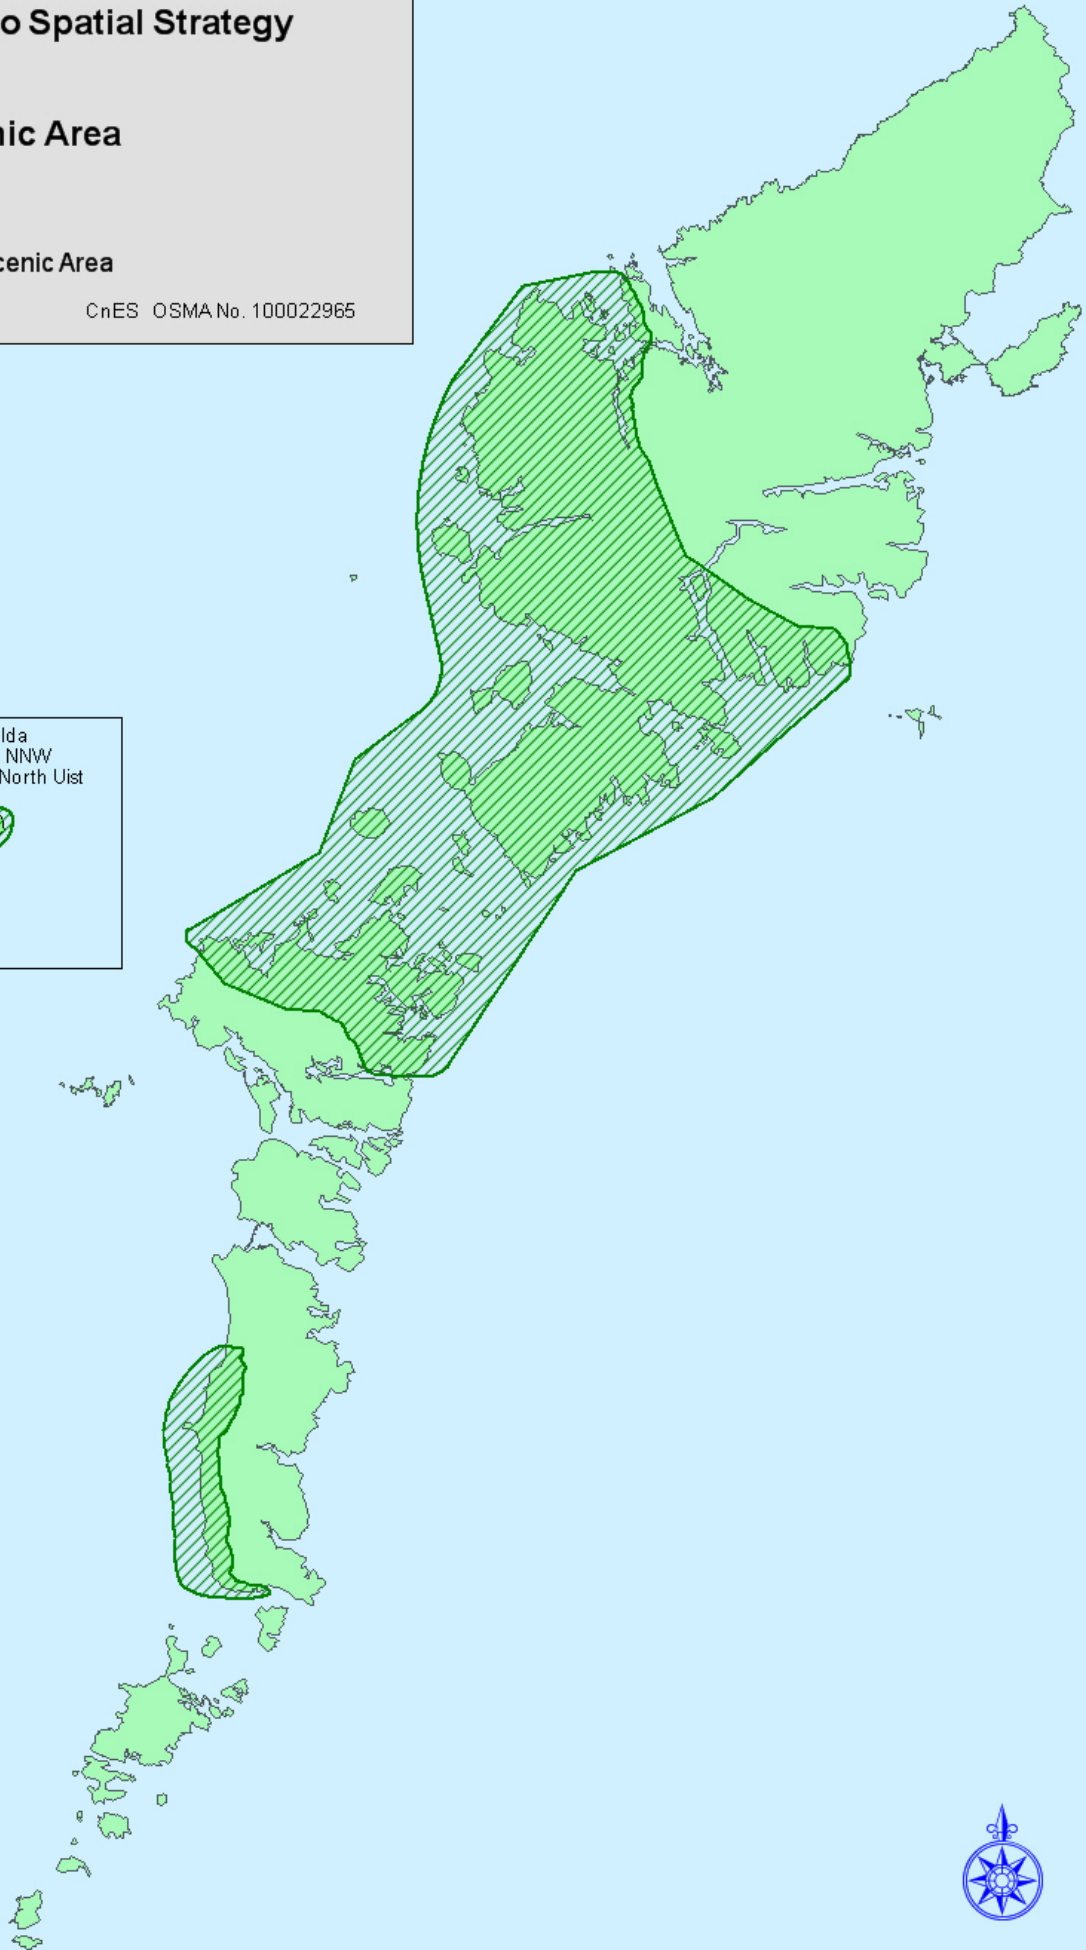 o Spatial Strategy
nic Area
cenic Area
CnES OSMA No. 100022965
lda
NNW
North Uist